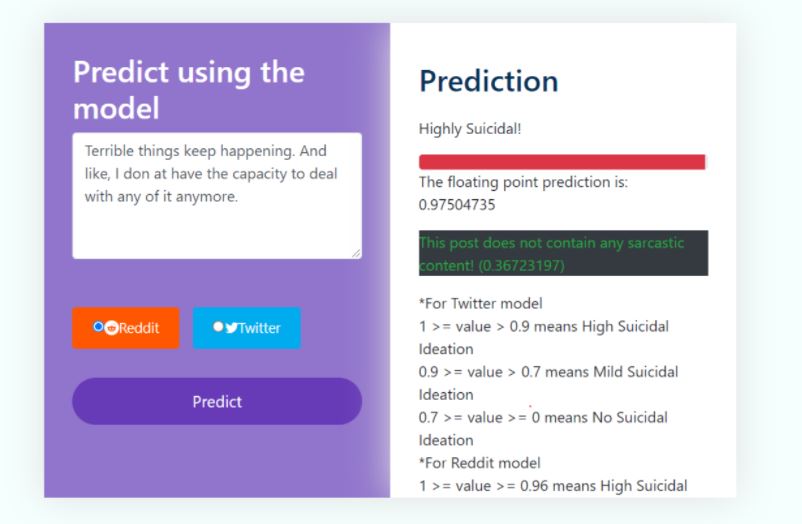 Predict using the
model
Terrible things keep happening. And
like, I don at have the capacity to deal
with any of it anymore.
Reddit
Twitter
Predict
Prediction
Highly Suicidal!
The floating point prediction is:
0.97504735
This post does not contain any sarcastic
content! (0.36723197)
*For Twitter model
1 >= value > 0.9 means High Suicidal
Ideation
0.9 >= value > 0.7 means Mild Suicidal
Ideation
0.7 >= value >= 0 means No Suicidal
Ideation
*For Reddit model
1 >= value >= 0.96 means High Suicidal